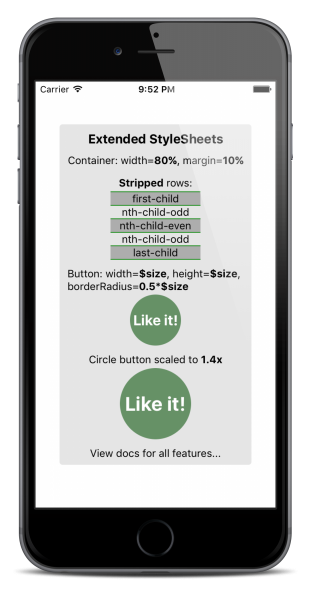 Carrier 9:52 PM
Extended StyleSheets
Container: width=80%, margin=10%
Stripped rows:
first-child
nth-child-odd
nth-child-even
nth-child-odd
last-child
Button: width=$size, height=$size,
borderRadius=0.5*$size
Like it!
Circle button scaled to 1.4x
Like it!
View docs for all features...